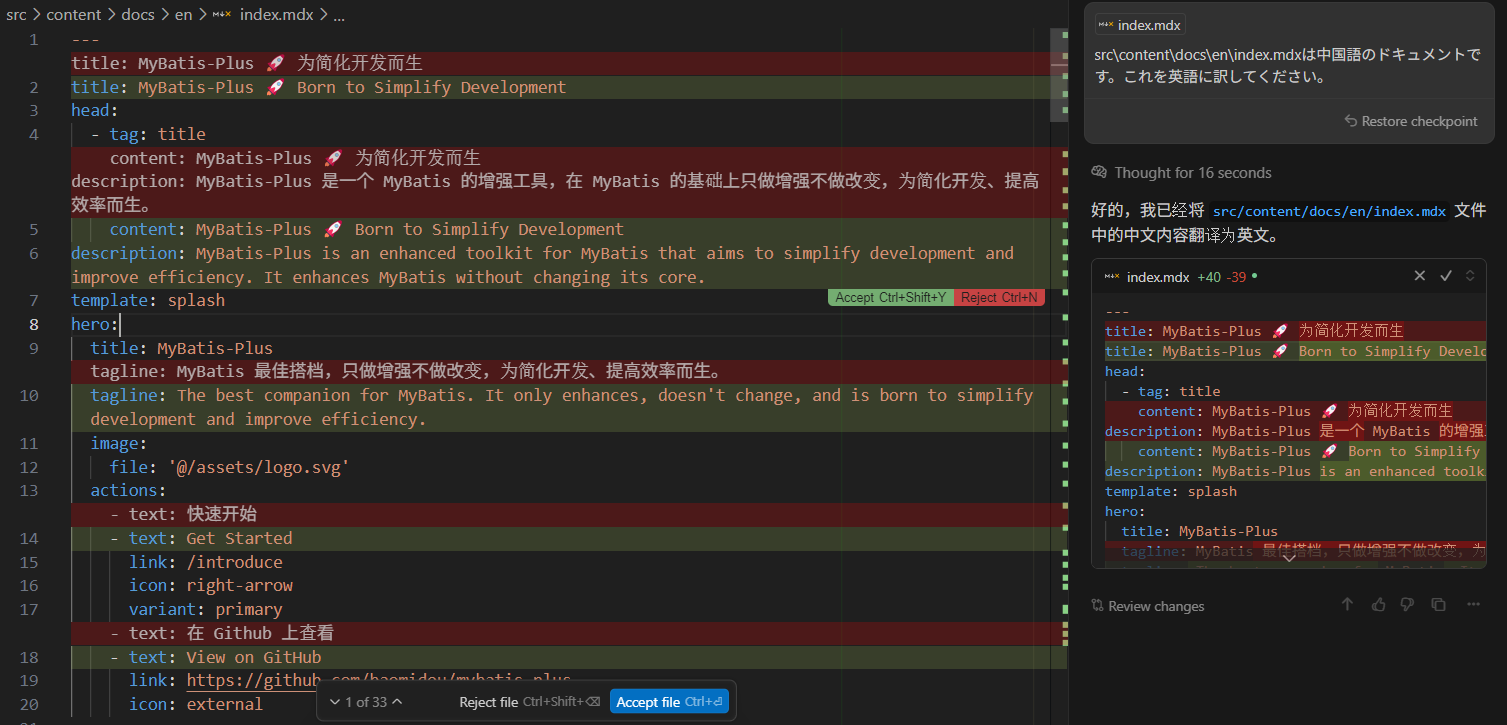 src > content > docs > en > index.mdx > ...
1 ---
title: MyBatis-Plus 🚀 为简化开发而生
2 title: MyBatis-Plus 🚀 Born to Simplify Development
3 head:
4 - tag: title
content: MyBatis-Plus 🚀 为简化开发而生
description: MyBatis-Plus 是一个 MyBatis 的增强工具，在 MyBatis 的基础上只做增强不做改变，为简化开发、提高
效率而生。
5 content: MyBatis-Plus 🚀 Born to Simplify Development
6 description: MyBatis-Plus is an enhanced toolkit for MyBatis that aims to simplify development and
improve efficiency. It enhances MyBatis without changing its core.
7 template: splash
Accept Ctrl+Shift+Y Reject Ctrl+N
8 hero:
9 title: MyBatis-Plus
tagline: MyBatis 最佳搭档，只做增强不做改变，为简化开发、提高效率而生。
10 tagline: The best companion for MyBatis. It only enhances, doesn't change, and is born to simplify
development and improve efficiency.
11 image:
12 file: '@/assets/logo.svg'
13 actions:
- text: 快速开始
14 - text: Get Started
15 link: /introduce
16 icon: right-arrow
17 variant: primary
- text: 在 Github 上查看
18 - text: View on GitHub
19 link: https://github
20 icon: external
1 of 33
Reject file Ctrl+Shift+⌫
Accept file Ctrl+⏎
index.mdx
src\content\docs\en\index.mdxは中国語のドキュメントで
す。これを英語に訳してください。
Restore checkpoint
Thought for 16 seconds
好的，我已经将 src/content/docs/en/index.mdx 文件
中的中文内容翻译为英文。
index.mdx +40 -39
---
title: MyBatis-Plus 🚀 为简化开发而生
title: MyBatis-Plus 🚀 Born to Simplify Develo
head:
- tag: title
content: MyBatis-Plus 🚀 为简化开发而生
description: MyBatis-Plus 是一个 MyBatis 的增强
content: MyBatis-Plus 🚀 Born to Simplify
description: MyBatis-Plus is an enhanced toolk
template: splash
hero:
title: MyBatis-Plus
tagline: MyBatis 最佳搭档，只做增强不做改变，为
Review changes